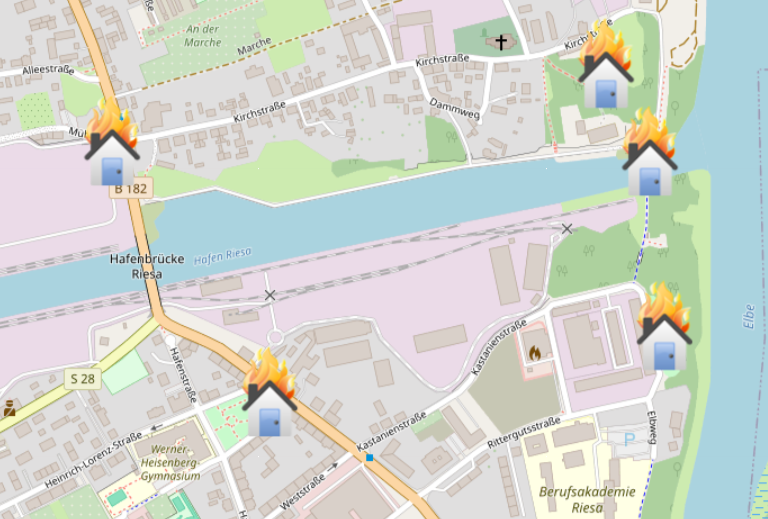 An der
Marche
Marche
Alleestraße
Kirchstraße
Kirchstraße
Kirchstraße
Dammweg
B 182
Hafen Riesa
Hafenbrücke
Riesa
Elbe
Kastanienstraße
Hafenstraße
S 28
Kastanienstraße
Rittergutsstraße
Elbweg
P
Heinrich-Lorenz-Straße
Werner-
Heisenberg-
Gymnasium
Weststraße
Berufsakademie
Riesa